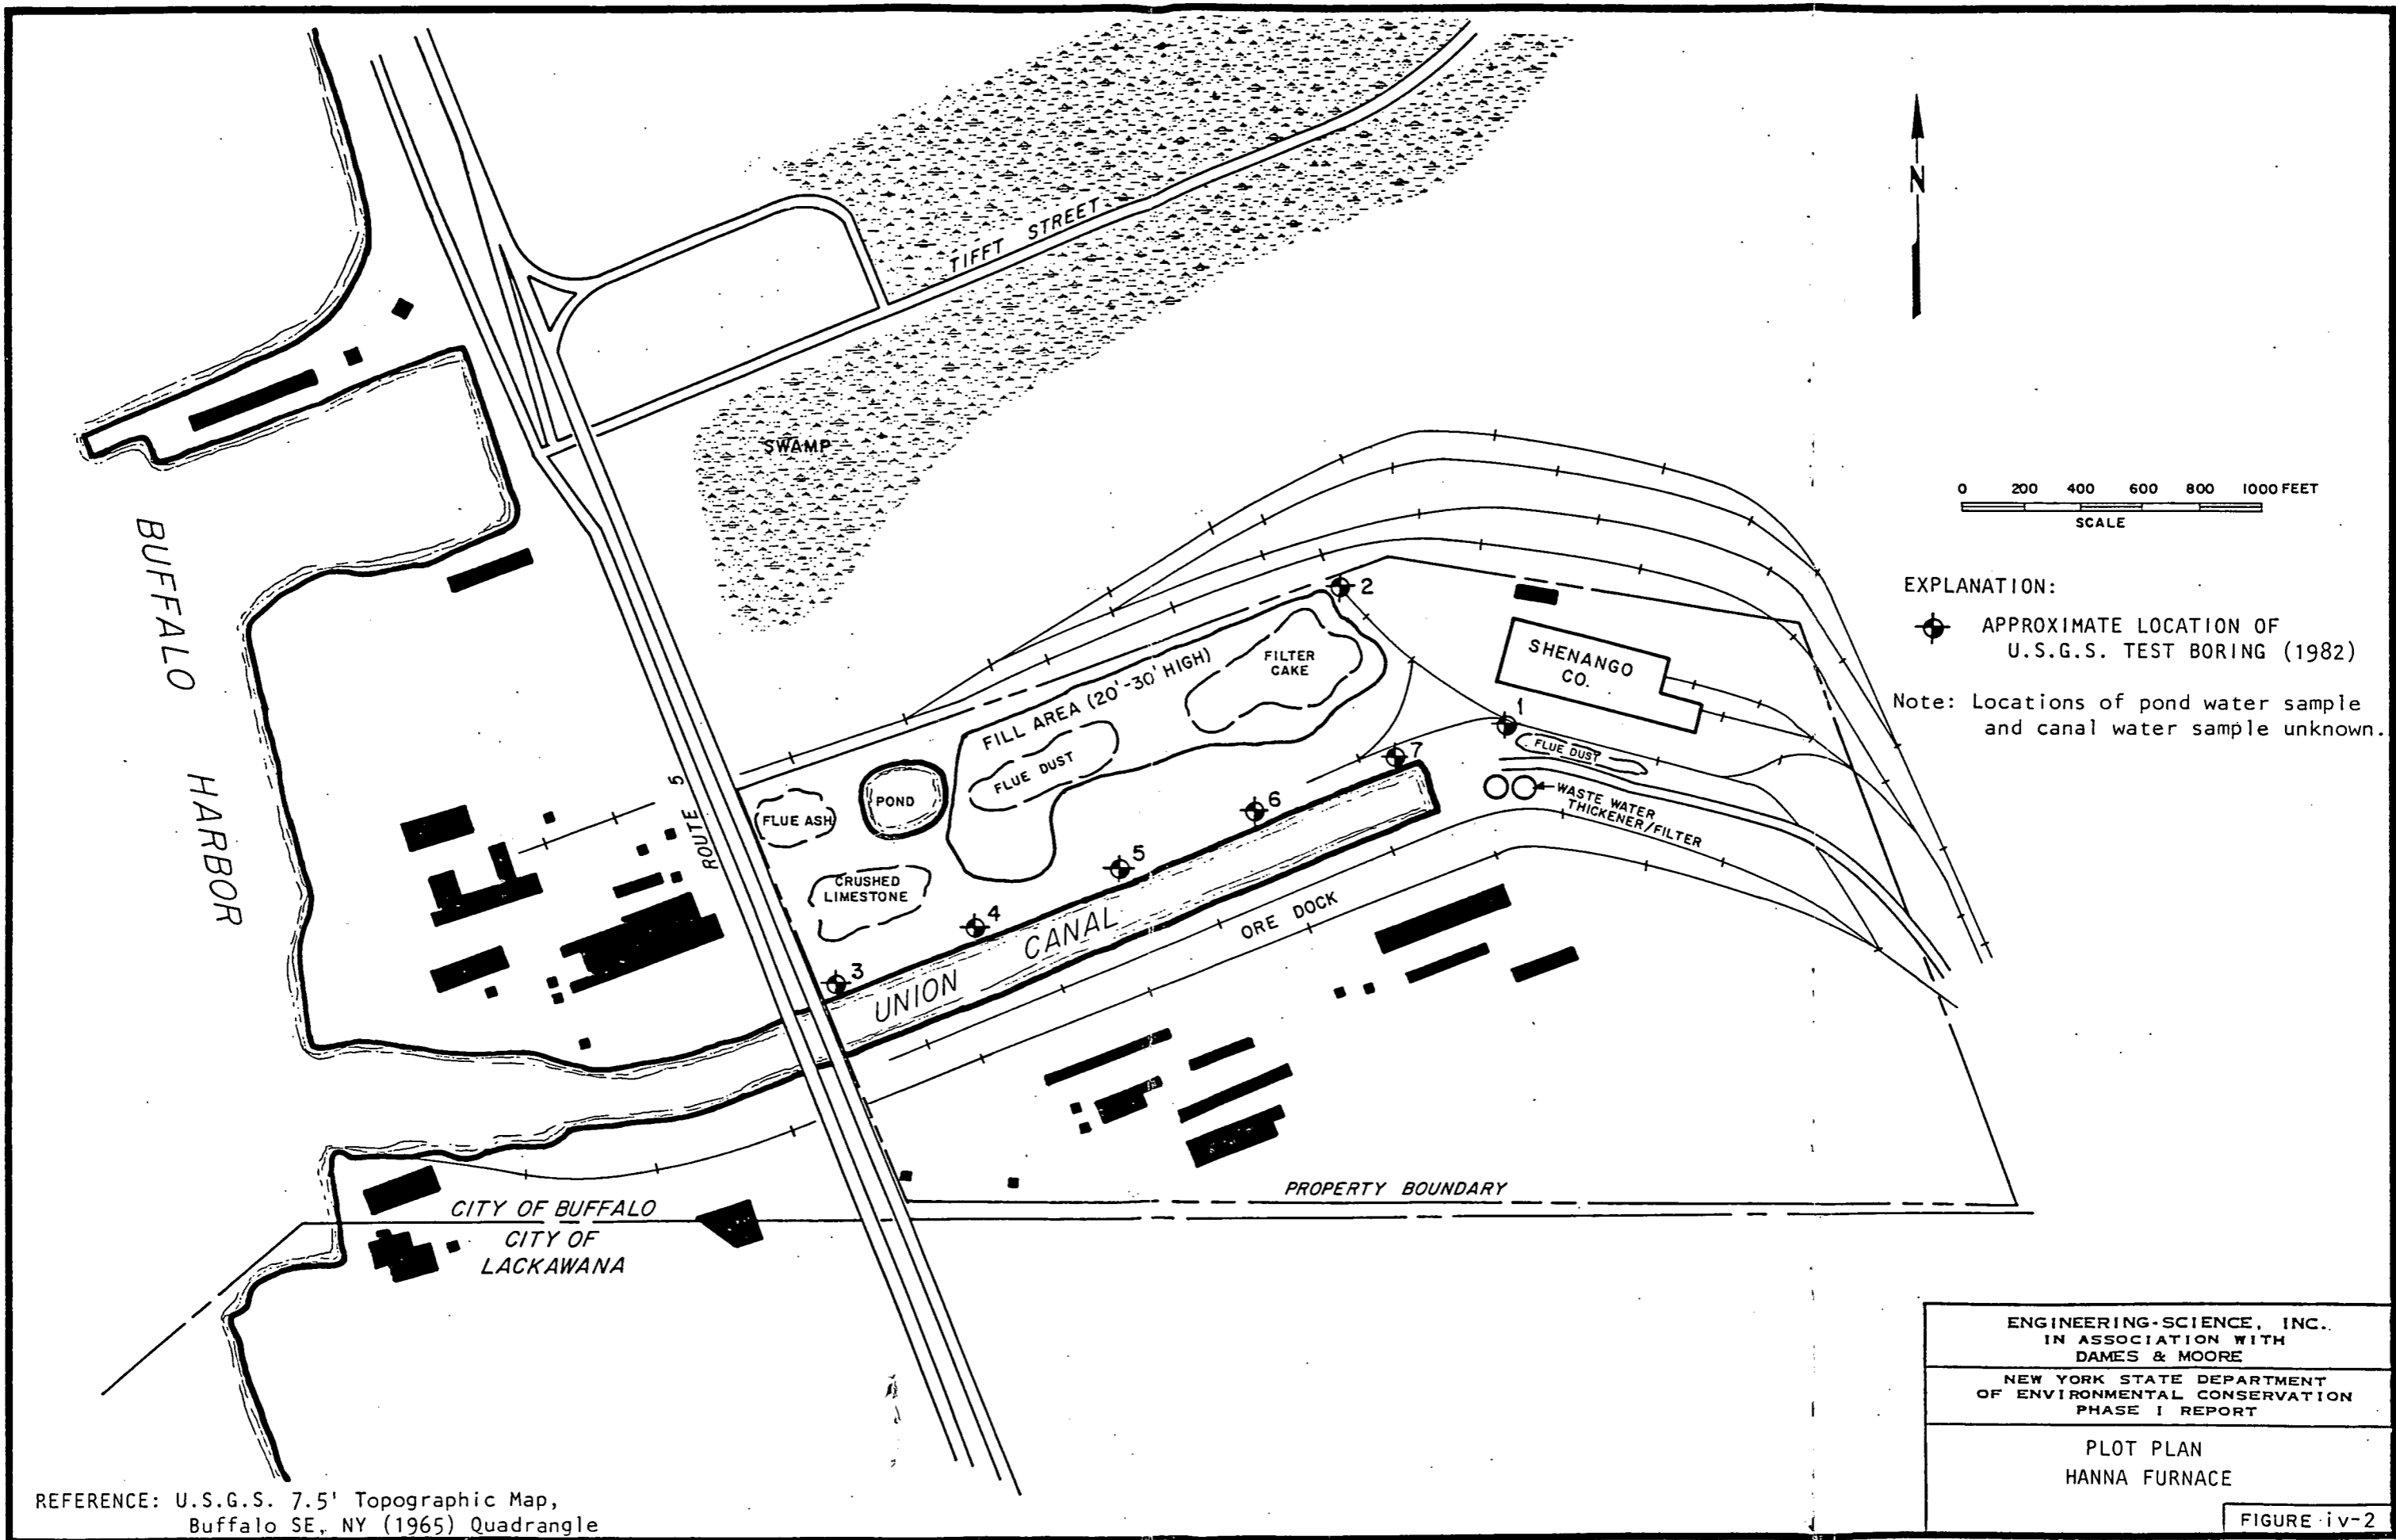 TIFFT STREET
N
SWAMP
0 200 400 600 800 1000 FEET
SCALE
BUFFALO HARBOR
EXPLANATION:
APPROXIMATE LOCATION OF
U.S.G.S. TEST BORING (1982)
Note: Locations of pond water sample
and canal water sample unknown.
2
SHENANGO
CO.
FILTER
CAKE
FILL AREA (20'-30' HIGH)
FLUE DUST
1
FLUE DUST
7
WASTE WATER
THICKENER/FILTER
6
POND
FLUE ASH
ROUTE 5
5
CRUSHED
LIMESTONE
4
3
UNION CANAL
ORE DOCK
PROPERTY BOUNDARY
CITY OF BUFFALO
CITY OF
LACKAWANA
ENGINEERING-SCIENCE, INC.
IN ASSOCIATION WITH
DAMES & MOORE
NEW YORK STATE DEPARTMENT
OF ENVIRONMENTAL CONSERVATION
PHASE I REPORT
PLOT PLAN
HANNA FURNACE
FIGURE iv-2
REFERENCE: U.S.G.S. 7.5' Topographic Map,
Buffalo SE, NY (1965) Quadrangle